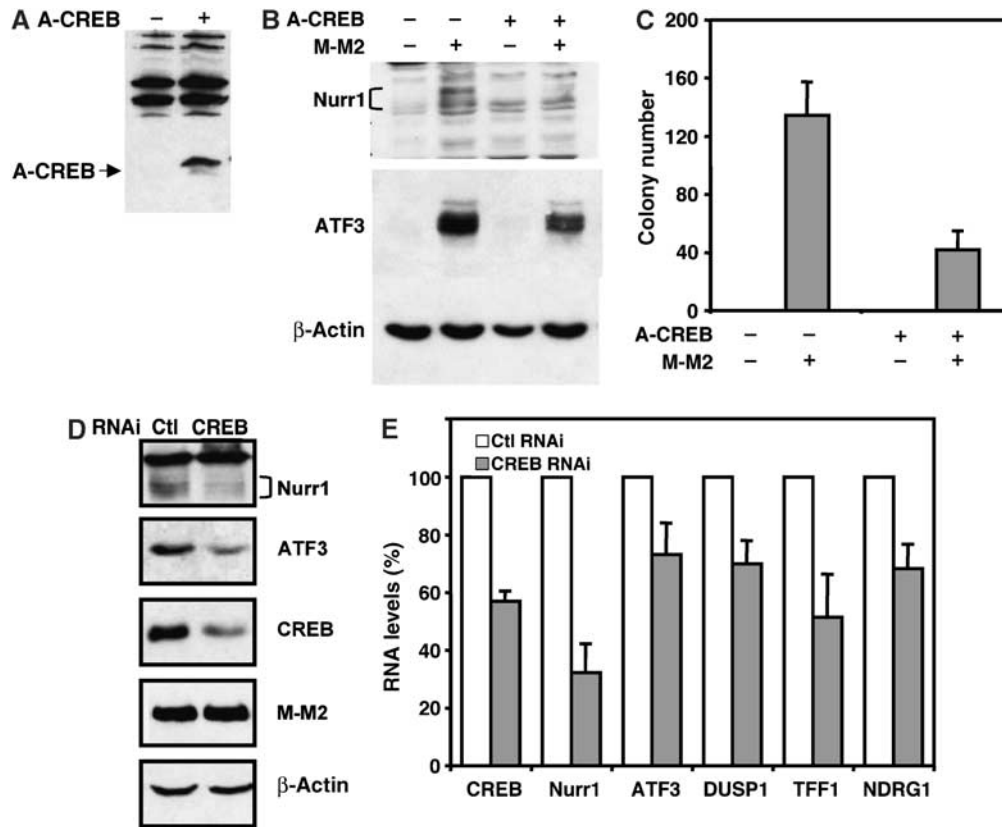 A
A-CREB – +
A-CREB
B
A-CREB – – + +
M-M2 – + – +
Nurr1
ATF3
β-Actin
C
Colony number
200
160
120
80
40
0
A-CREB – – + +
M-M2 – + – +
D
RNAi Ctl CREB
Nurr1
ATF3
CREB
M-M2
β-Actin
E
Ctl RNAi
CREB RNAi
RNA levels (%)
100
80
60
40
20
0
CREB Nurr1 ATF3 DUSP1 TFF1 NDRG1